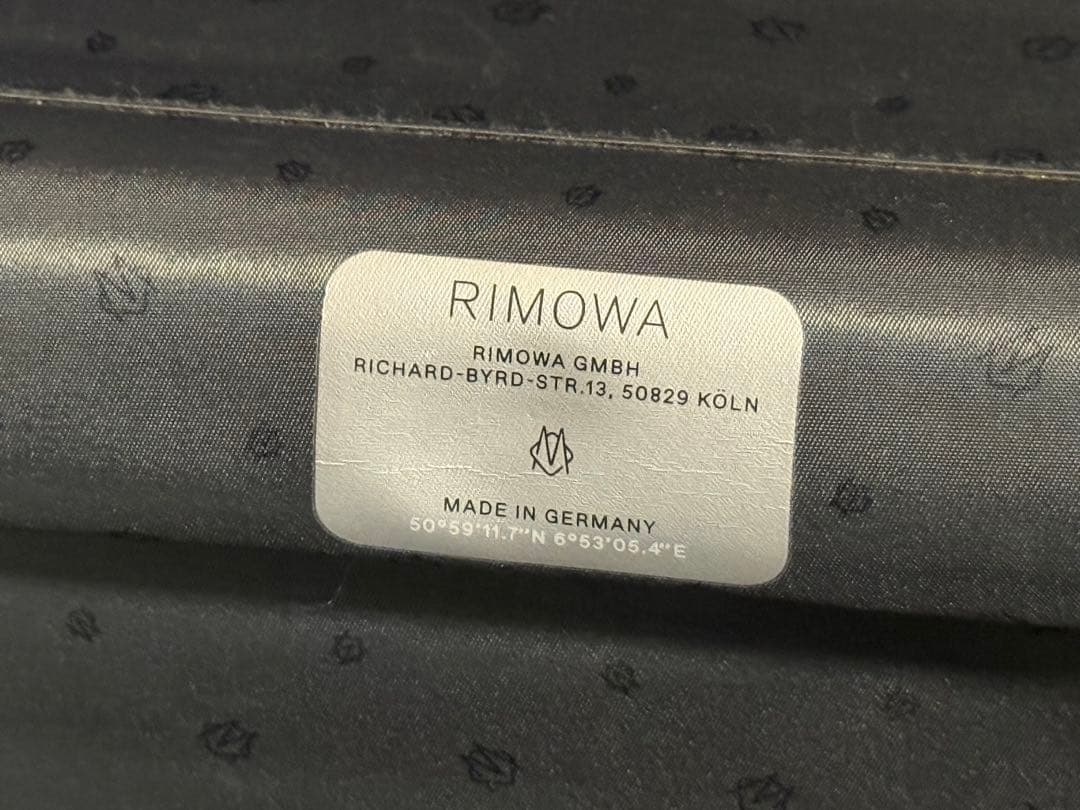 RIMOWA
RIMOWA GMBH
RICHARD-BYRD-STR.13, 50829 KÖLN
MADE IN GERMANY
50°59'11.7"N 6°53'05.4"E